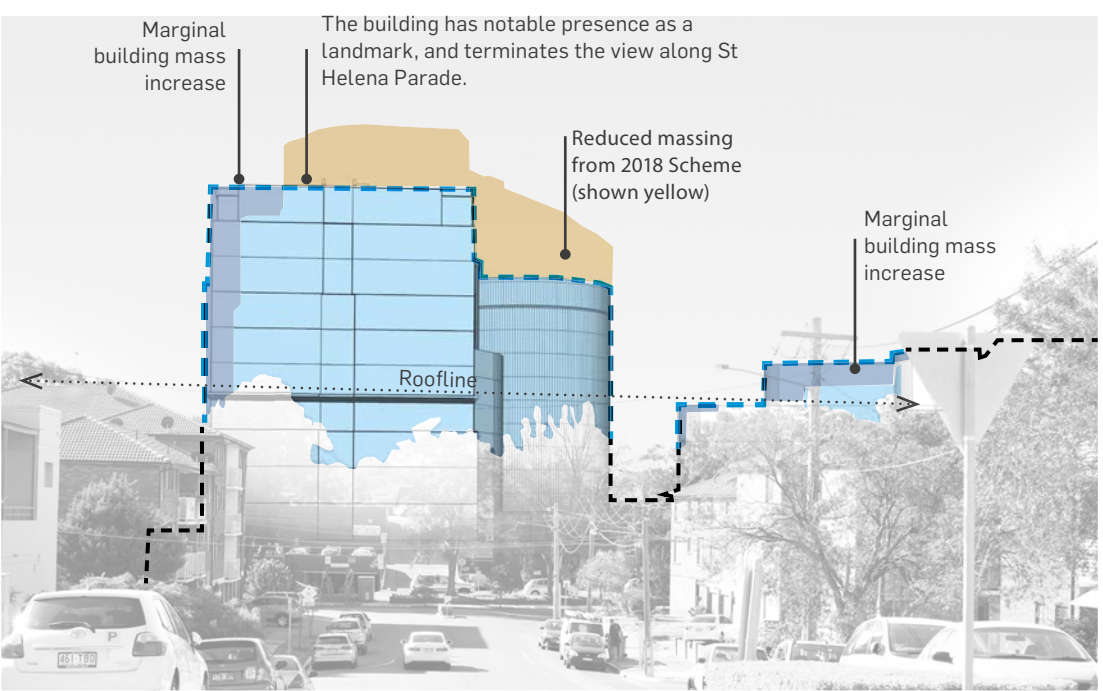 Marginal
building mass
increase
The building has notable presence as a
landmark, and terminates the view along St
Helena Parade.
Reduced massing
from 2018 Scheme
(shown yellow)
Marginal
building mass
increase
Roofline
P